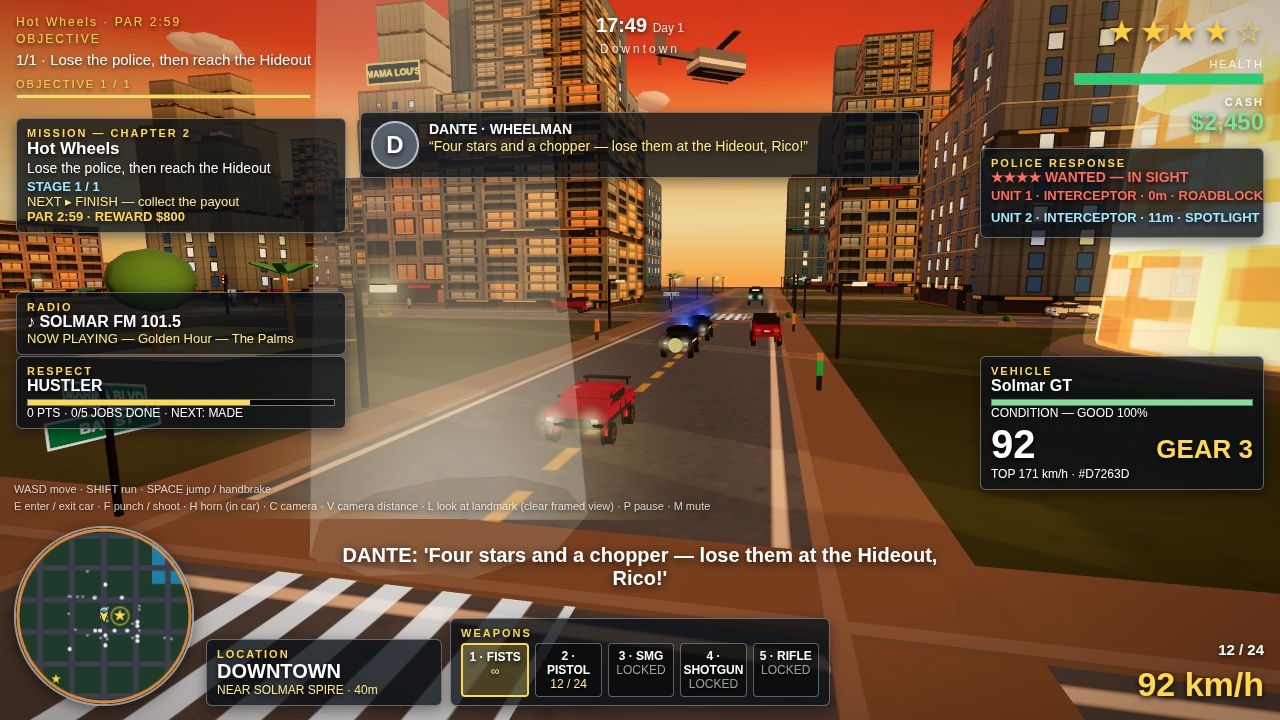 Hot Wheels · PAR 2:59
OBJECTIVE
1/1 · Lose the police, then reach the Hideout
OBJECTIVE 1 / 1
MISSION — CHAPTER 2
Hot Wheels
Lose the police, then reach the Hideout
STAGE 1 / 1
NEXT ▸ FINISH — collect the payout
PAR 2:59 · REWARD $800
RADIO
♪ SOLMAR FM 101.5
NOW PLAYING — Golden Hour — The Palms
RESPECT
HUSTLER
0 PTS · 0/5 JOBS DONE · NEXT: MADE
MARINA BLVD
BAY ST
17:49 Day 1
Downtown
MAMA LOU'S
D
DANTE · WHEELMAN
“Four stars and a chopper — lose them at the Hideout, Rico!”
★ ★ ★ ★ ☆
HEALTH
CASH
$2,450
POLICE RESPONSE
★★★★ WANTED — IN SIGHT
UNIT 1 · INTERCEPTOR · 0m · ROADBLOCK
UNIT 2 · INTERCEPTOR · 11m · SPOTLIGHT
VEHICLE
Solmar GT
CONDITION — GOOD 100%
92 GEAR 3
TOP 171 km/h · #D7263D
WASD move · SHIFT run · SPACE jump / handbrake
E enter / exit car · F punch / shoot · H horn (in car) · C camera · V camera distance · L look at landmark (clear framed view) · P pause · M mute
DANTE: 'Four stars and a chopper — lose them at the Hideout,
Rico!'
LOCATION
DOWNTOWN
NEAR SOLMAR SPIRE · 40m
WEAPONS
1 · FISTS
∞
2 ·
PISTOL
12 / 24
3 · SMG
LOCKED
4 ·
SHOTGUN
LOCKED
5 · RIFLE
LOCKED
12 / 24
92 km/h